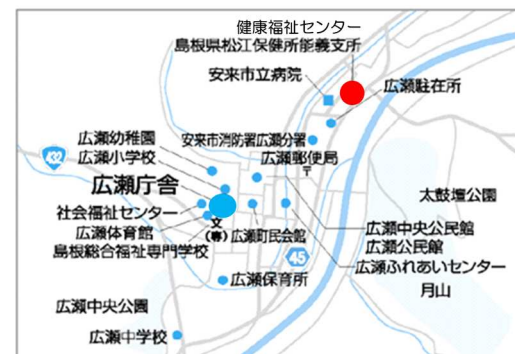 健康福祉センター
島根県松江保健所能義支所
安来市立病院
広瀬駐在所
広瀬幼稚園
安来市消防署広瀬分署
432
広瀬小学校
広瀬郵便局
〒
広瀬庁舎
太鼓壇公園
社会福祉センター
文
(専)
広瀬中央公民館
広瀬体育館
広瀬町民会館
広瀬公民館
島根総合福祉専門学校
45
広瀬ふれあいセンター
広瀬保育所
月山
広瀬中央公園
広瀬中学校